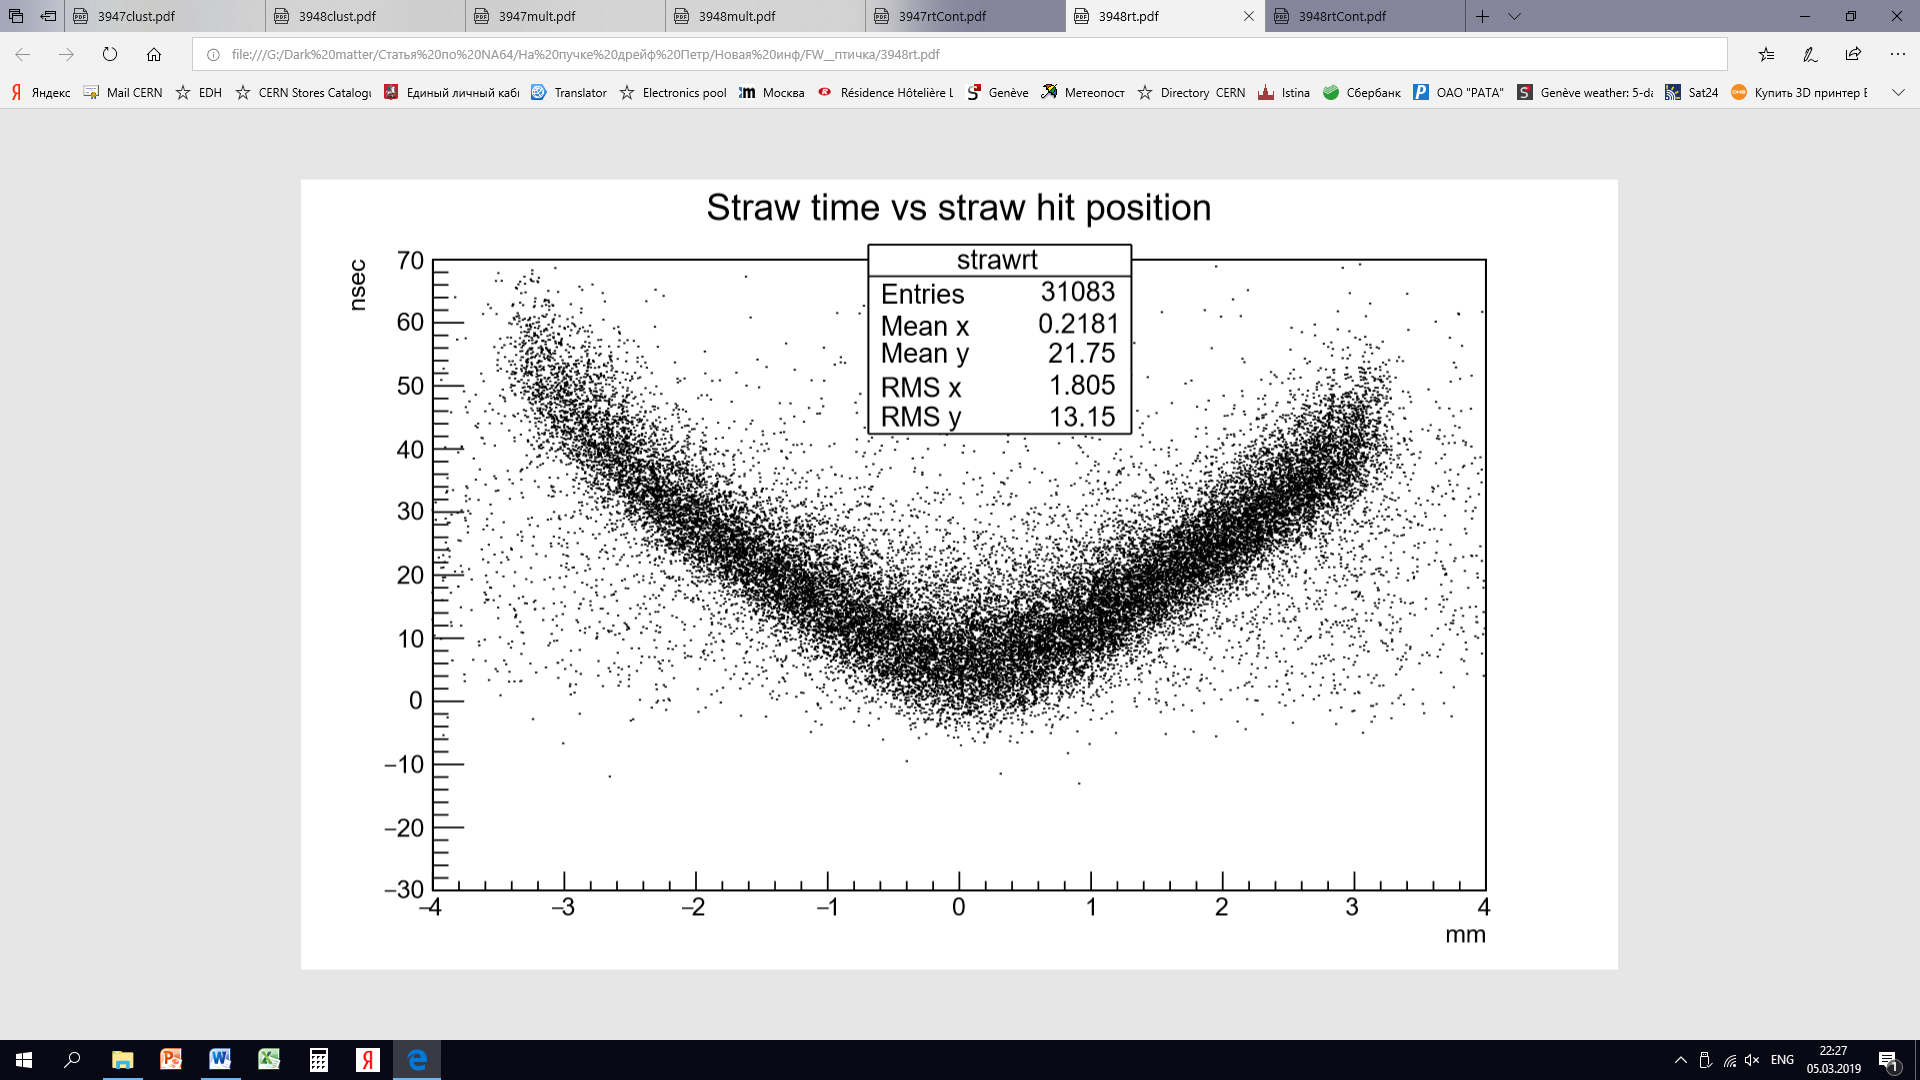 3947clust.pdf 3948clust.pdf 3947mult.pdf 3948mult.pdf 3947rtCont.pdf 3948rt.pdf 3948rtCont.pdf
file:///G:/Dark%20matter/Статья%20по%20NA64/На%20пучке%20дрейф%20Петр/Новая%20инф/FW__птичка/3948rt.pdf
Яндекс Mail CERN EDH CERN Stores Catalogu Единый личный кабі Translator Electronics pool Москва Résidence Hôtelière L Genève Метеопост Directory CERN Istina Сбербанк ОАО "РАТА" Genève weather: 5-da Sat24 Купить 3D принтер E
Straw time vs straw hit position
nsec
70
60
50
40
30
20
10
0
−10
−20
−30
strawrt
Entries 31083
Mean x 0.2181
Mean y 21.75
RMS x 1.805
RMS y 13.15
−4 −3 −2 −1 0 1 2 3 4
mm
ENG 22:27
05.03.2019 1